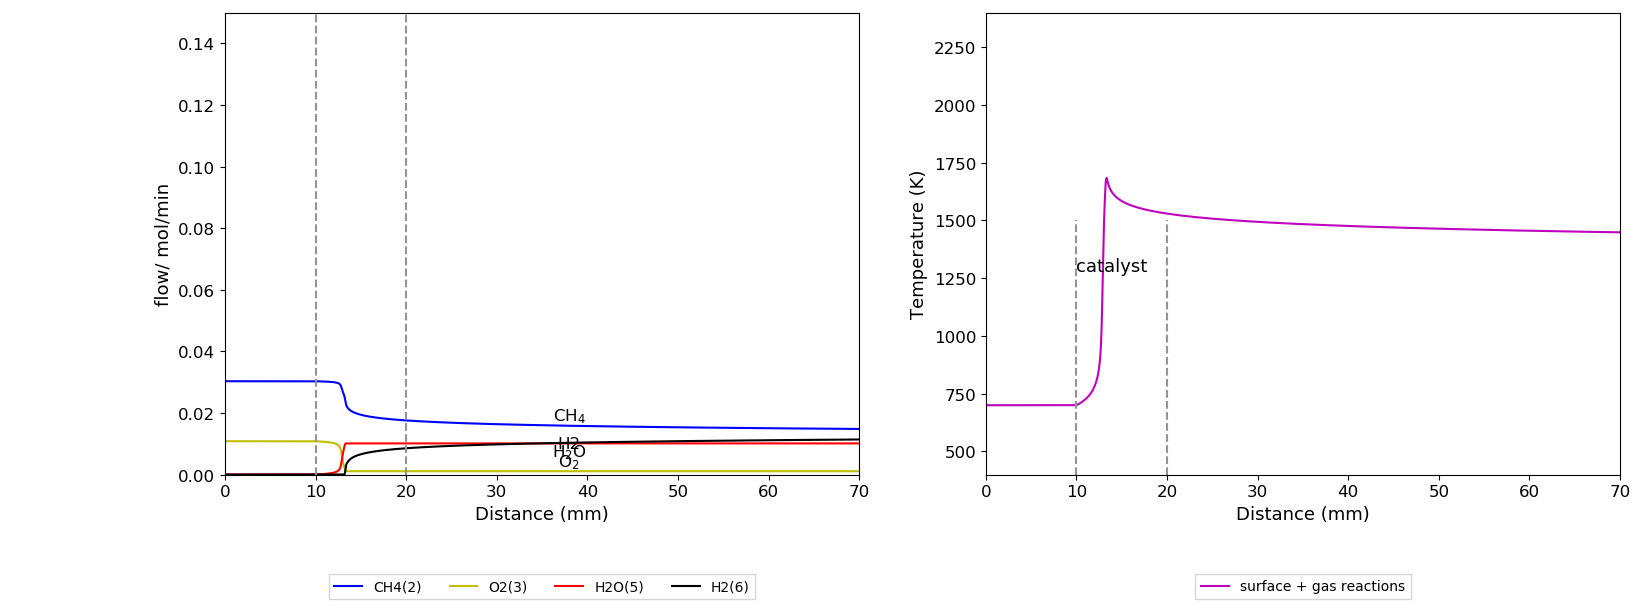 0.14
0.12
0.10
0.08
0.06
0.04
0.02
0.00
flow/ mol/min
CH₄
H2
H₂O
O₂
0 10 20 30 40 50 60 70
Distance (mm)
CH4(2) O2(3) H2O(5) H2(6)
2250
2000
1750
1500
1250
1000
750
500
Temperature (K)
catalyst
0 10 20 30 40 50 60 70
Distance (mm)
surface + gas reactions